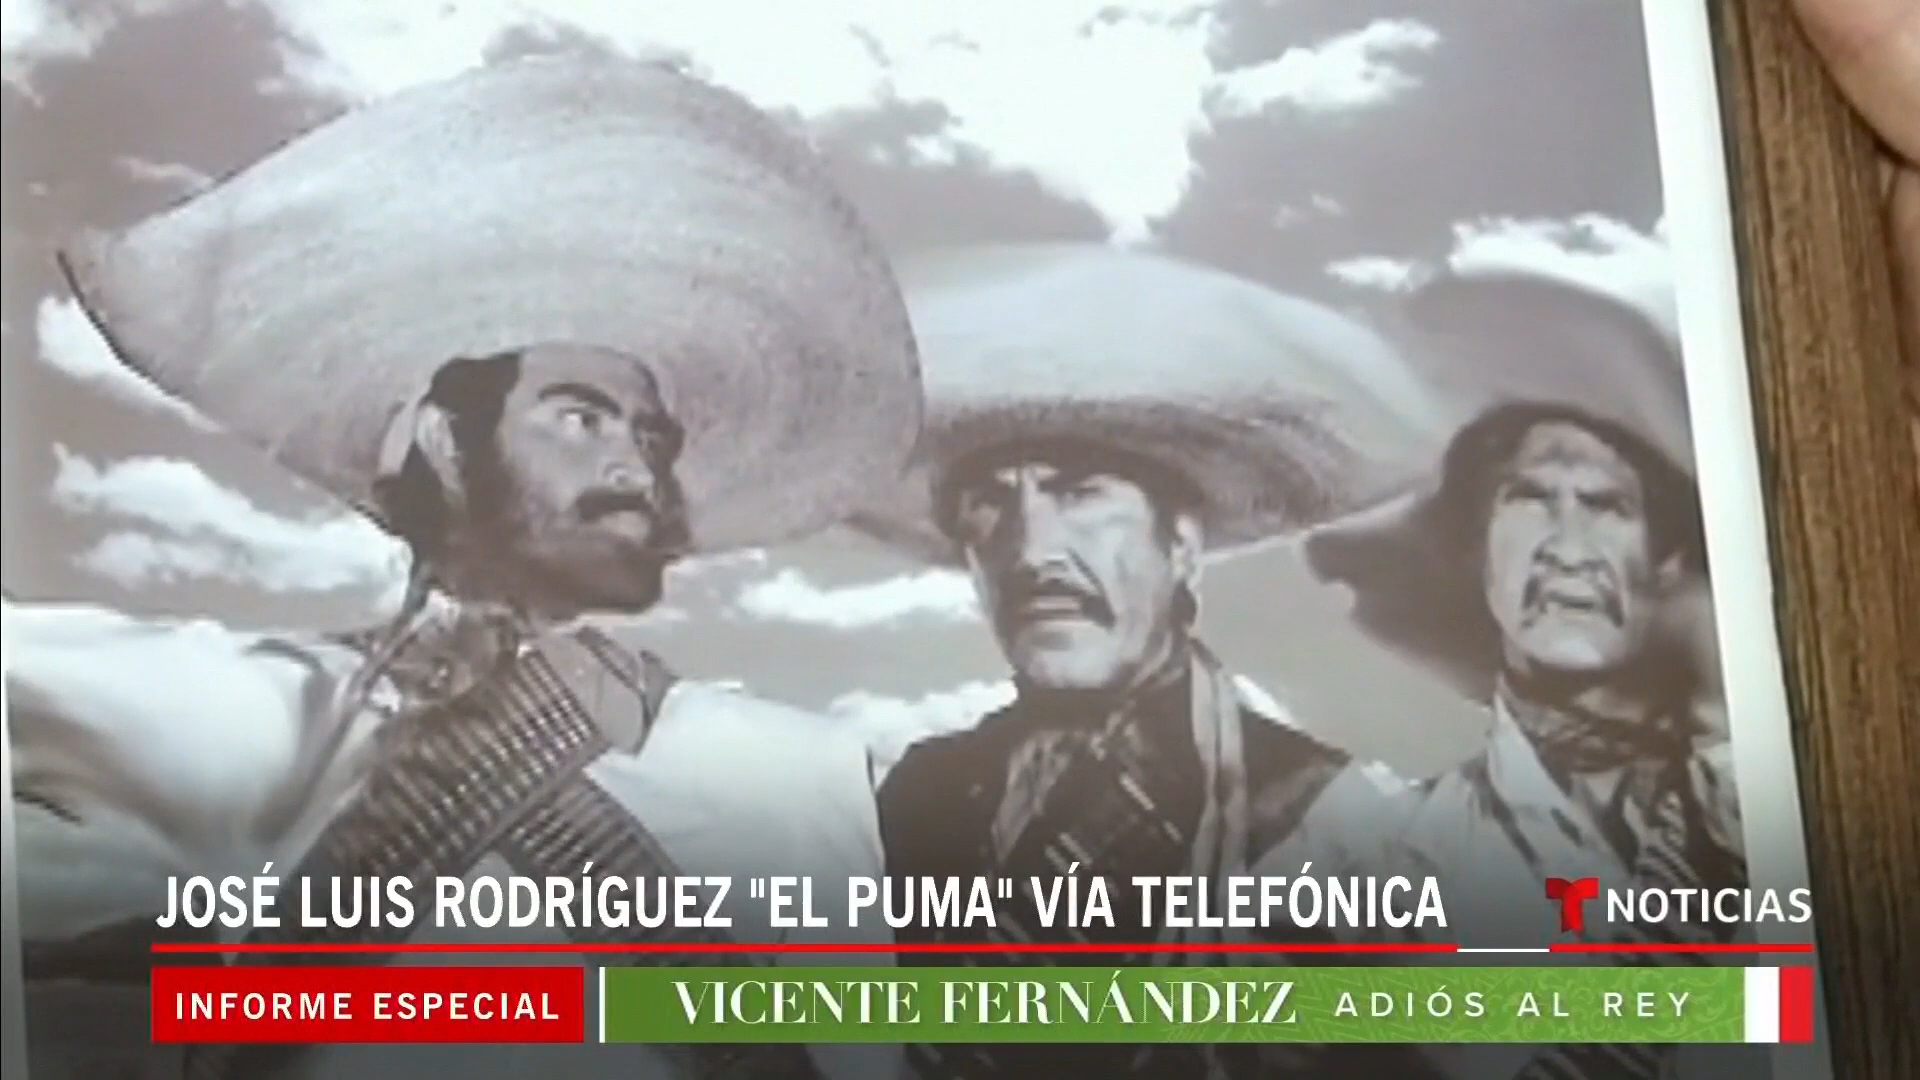 JOSÉ LUIS RODRÍGUEZ "EL PUMA" VÍA TELEFÓNICA
NOTICIAS
INFORME ESPECIAL
VICENTE FERNÁNDEZ ADIÓS AL REY